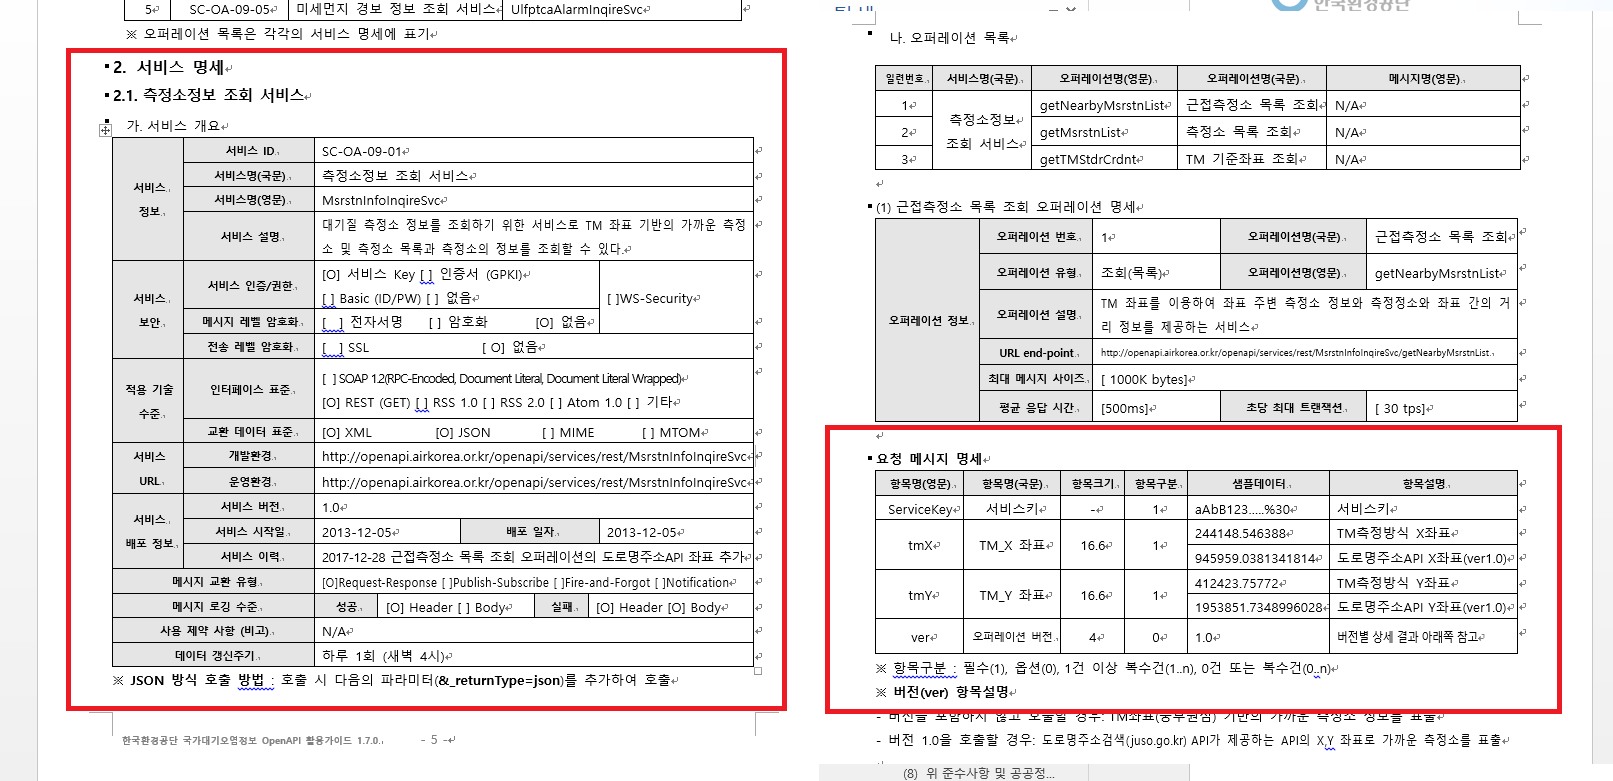 5 SC-OA-09-05 미세먼지 경보 정보 조회 서비스 UlfptcaAlarmInqireSvc
※ 오퍼레이션 목록은 각각의 서비스 명세에 표기
2. 서비스 명세
2.1. 측정소정보 조회 서비스
가. 서비스 개요
서비스 정보
서비스 ID SC-OA-09-01
서비스명(국문) 측정소정보 조회 서비스
서비스명(영문) MsrstnInfoInqireSvc
서비스 설명 대기질 측정소 정보를 조회하기 위한 서비스로 TM 좌표 기반의 가까운 측정
소 및 측정소 목록과 측정소의 정보를 조회할 수 있다.
서비스 보안
서비스 인증/권한 [O] 서비스 Key [ ] 인증서 (GPKI)
[ ] Basic (ID/PW) [ ] 없음
[ ]WS-Security
메시지 레벨 암호화 [ ] 전자서명 [ ] 암호화 [O] 없음
전송 레벨 암호화 [ ] SSL [ O] 없음
적용 기술 수준
인터페이스 표준 [ ] SOAP 1.2(RPC-Encoded, Document Literal, Document Literal Wrapped)
[O] REST (GET) [ ] RSS 1.0 [ ] RSS 2.0 [ ] Atom 1.0 [ ] 기타
교환 데이터 표준 [O] XML [O] JSON [ ] MIME [ ] MTOM
서비스 URL
개발환경 http://openapi.airkorea.or.kr/openapi/services/rest/MsrstnInfoInqireSvc
운영환경 http://openapi.airkorea.or.kr/openapi/services/rest/MsrstnInfoInqireSvc
서비스 배포 정보
서비스 버전 1.0
서비스 시작일 2013-12-05 배포 일자 2013-12-05
서비스 이력 2017-12-28 근접측정소 목록 조회 오퍼레이션의 도로명주소API 좌표 추가
메시지 교환 유형 [O]Request-Response [ ]Publish-Subscribe [ ]Fire-and-Forgot [ ]Notification
메시지 로깅 수준 성공 [O] Header [ ] Body 실패 [O] Header [O] Body
사용 제약 사항 (비고) N/A
데이터 갱신주기 하루 1회 (새벽 4시)
※ JSON 방식 호출 방법 : 호출 시 다음의 파라미터(&_returnType=json)를 추가하여 호출
한국환경공단 국가대기오염정보 OpenAPI 활용가이드 1.7.0. - 5 -
한국환경공단
나. 오퍼레이션 목록
일련번호 서비스명(국문) 오퍼레이션명(영문) 오퍼레이션명(국문) 메시지명(영문)
측정소정보 조회 서비스
1 getNearbyMsrstnList 근접측정소 목록 조회 N/A
2 getMsrstnList 측정소 목록 조회 N/A
3 getTMStdrCrdnt TM 기준좌표 조회 N/A
(1) 근접측정소 목록 조회 오퍼레이션 명세
오퍼레이션 정보
오퍼레이션 번호 1 오퍼레이션명(국문) 근접측정소 목록 조회
오퍼레이션 유형 조회(목록) 오퍼레이션명(영문) getNearbyMsrstnList
오퍼레이션 설명 TM 좌표를 이용하여 좌표 주변 측정소 정보와 측정정소와 좌표 간의 거
리 정보를 제공하는 서비스
URL end-point http://openapi.airkorea.or.kr/openapi/services/rest/MsrstnInfoInqireSvc/getNearbyMsrstnList
최대 메시지 사이즈 [ 1000K bytes]
평균 응답 시간 [500ms] 초당 최대 트랜잭션 [ 30 tps]
요청 메시지 명세
항목명(영문) 항목명(국문) 항목크기 항목구분 샘플데이터 항목설명
ServiceKey 서비스키 - 1 aAbB123.....%30 서비스키
tmX TM_X 좌표 16.6 1 244148.546388 TM측정방식 X좌표
945959.0381341814 도로명주소API X좌표(ver1.0)
tmY TM_Y 좌표 16.6 1 412423.75772 TM측정방식 Y좌표
1953851.7348996028 도로명주소API Y좌표(ver1.0)
ver 오퍼레이션 버전 4 0 1.0 버전별 상세 결과 아래쪽 참고
※ 항목구분 : 필수(1), 옵션(0), 1건 이상 복수건(1..n), 0건 또는 복수건(0..n)
※ 버전(ver) 항목설명
- 버전을 포함하지 않고 호출할 경우: TM좌표(중부원점) 기반의 가까운 측정소 정보를 표출
- 버전 1.0을 호출할 경우: 도로명주소검색(juso.go.kr) API가 제공하는 API의 X,Y 좌표로 가까운 측정소를 표출
(8) 위 준수사항 및 공공정...